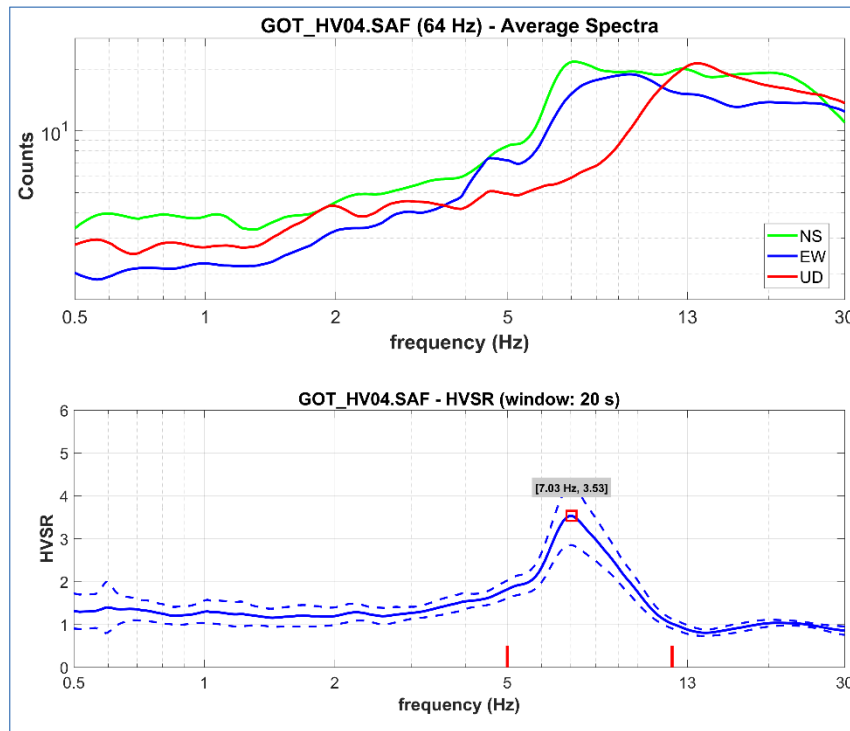 GOT_HV04.SAF (64 Hz) - Average Spectra
Counts
10¹
NS
EW
UD
0.5 1 2 5 13 30
frequency (Hz)
GOT_HV04.SAF - HVSR (window: 20 s)
HVSR
6
5
4
[7.03 Hz, 3.53]
3
2
1
0
0.5 1 2 5 13 30
frequency (Hz)